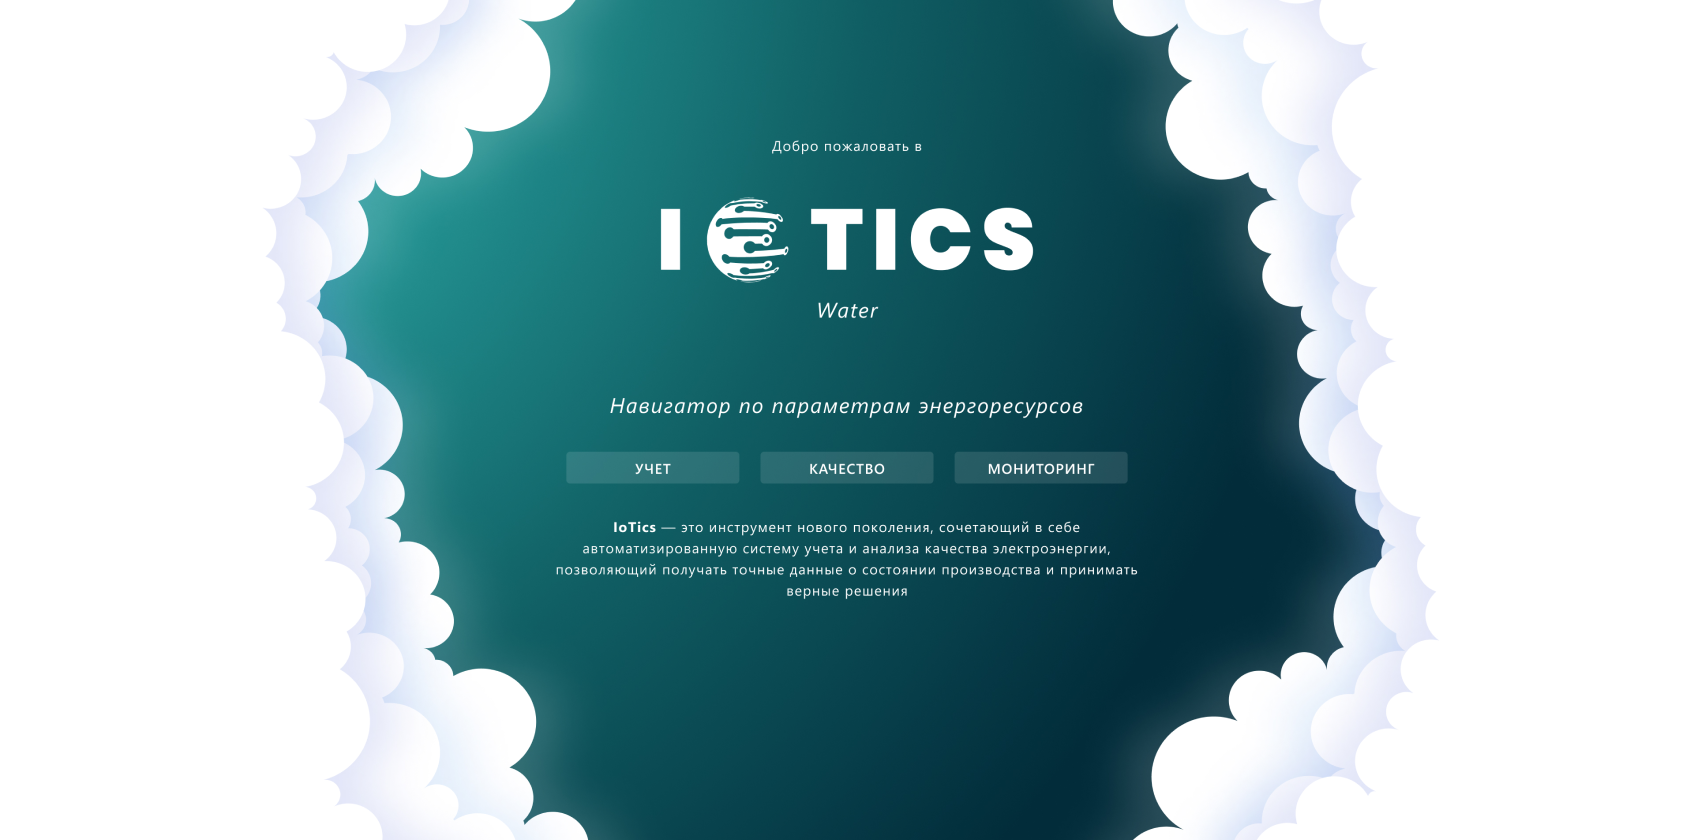 Добро пожаловать в
IOTICS
Water
Навигатор по параметрам энергоресурсов
УЧЕТ КАЧЕСТВО МОНИТОРИНГ
IoTics — это инструмент нового поколения, сочетающий в себе
автоматизированную систему учета и анализа качества электроэнергии,
позволяющий получать точные данные о состоянии производства и принимать
верные решения